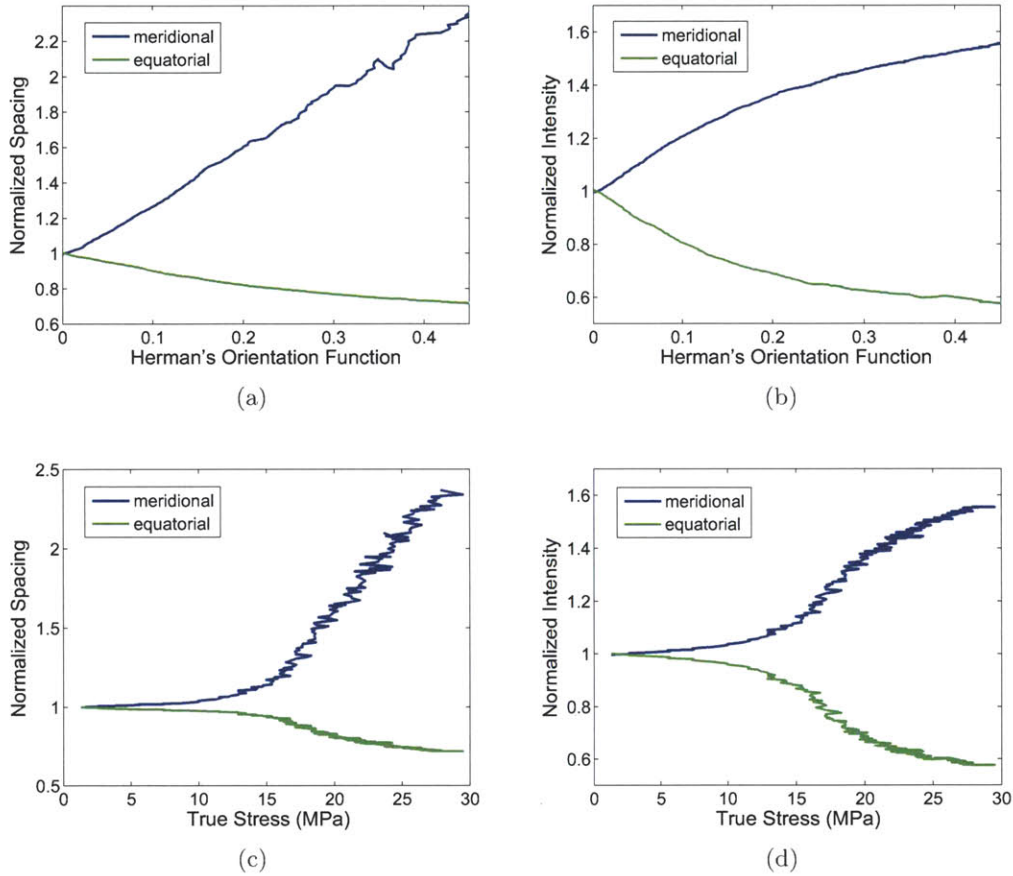 meridional
equatorial
Normalized Spacing
2.2
2
1.8
1.6
1.4
1.2
1
0.8
0.6
0 0.1 0.2 0.3 0.4
Herman's Orientation Function
(a)
meridional
equatorial
Normalized Intensity
1.6
1.4
1.2
1
0.8
0.6
0 0.1 0.2 0.3 0.4
Herman's Orientation Function
(b)
meridional
equatorial
Normalized Spacing
2.5
2
1.5
1
0.5
0 5 10 15 20 25 30
True Stress (MPa)
(c)
meridional
equatorial
Normalized Intensity
1.6
1.4
1.2
1
0.8
0.6
0 5 10 15 20 25 30
True Stress (MPa)
(d)